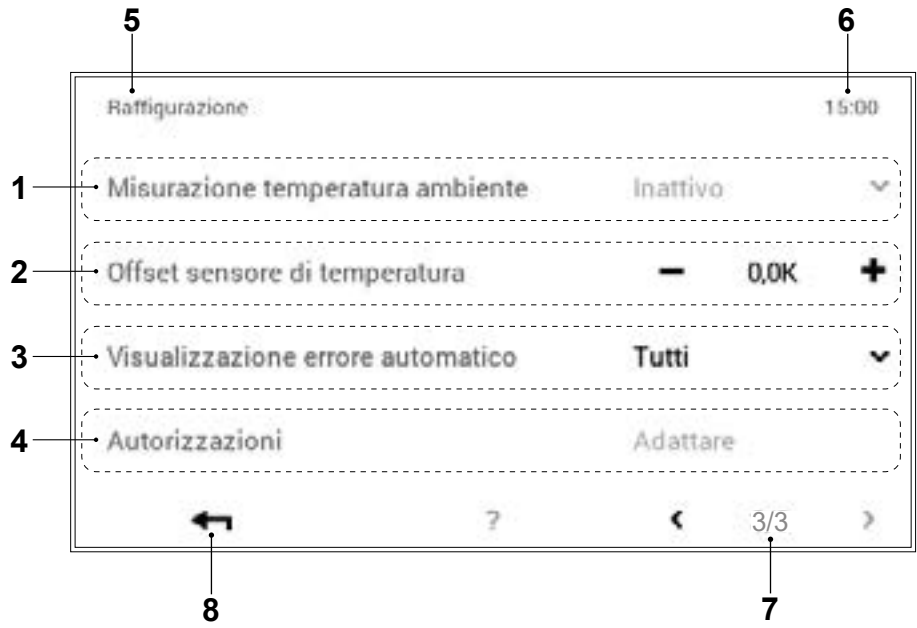 5 6
Raffigurazione 15:00
1 Misurazione temperatura ambiente Inattivo
2 Offset sensore di temperatura − 0,0K +
3 Visualizzazione errore automatico Tutti
4 Autorizzazioni Adattare
? < 3/3 >
8 7